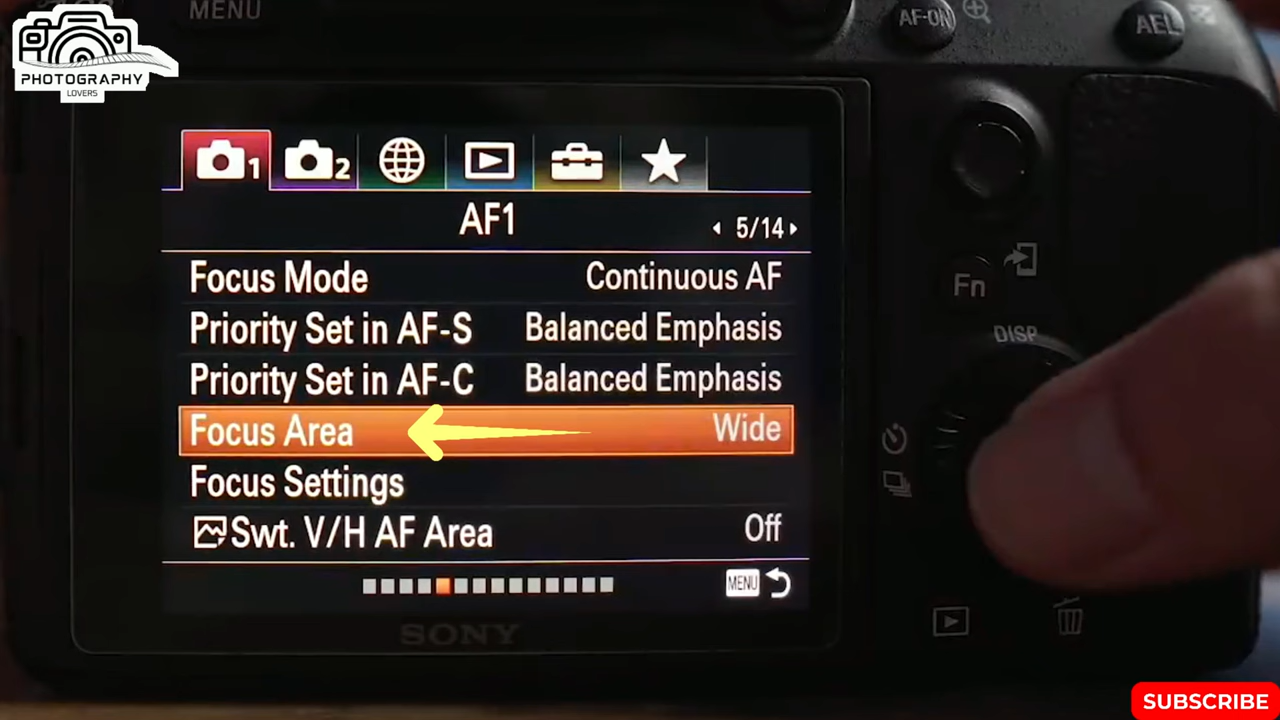 MENU
AF-ON
AEL
PHOTOGRAPHY
LOVERS
1
2
AF1
5/14
Focus Mode Continuous AF
Priority Set in AF-S Balanced Emphasis
Priority Set in AF-C Balanced Emphasis
Focus Area Wide
Focus Settings
Swt. V/H AF Area Off
MENU
Fn
DISP
SONY
SUBSCRIBE